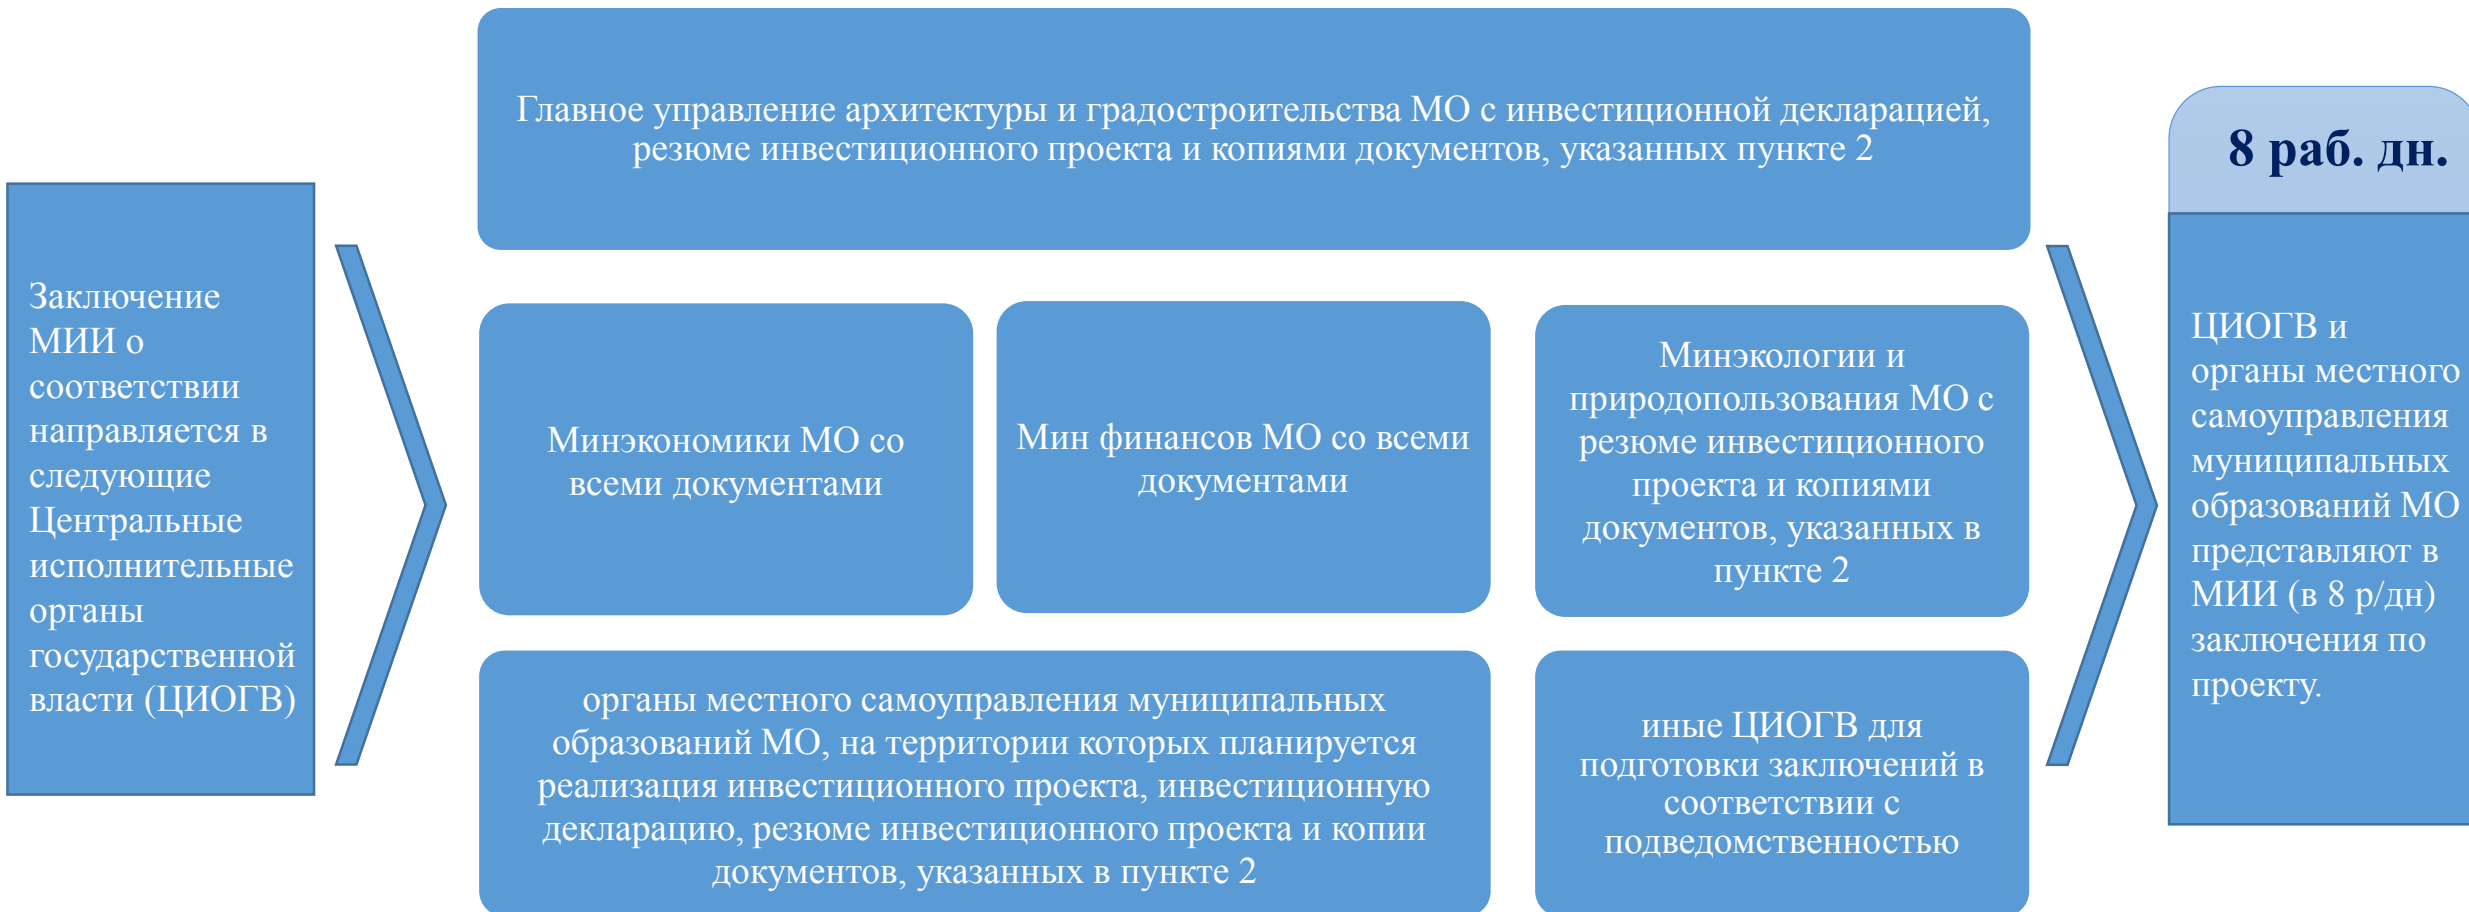 Заключение
МИИ о
соответствии
направляется в
следующие
Центральные
исполнительные
органы
государственной
власти (ЦИОГВ)
Главное управление архитектуры и градостроительства МО с инвестиционной декларацией,
резюме инвестиционного проекта и копиями документов, указанных пункте 2
Минэкономики МО со
всеми документами
Мин финансов МО со всеми
документами
Минэкологии и
природопользования МО с
резюме инвестиционного
проекта и копиями
документов, указанных в
пункте 2
органы местного самоуправления муниципальных
образований МО, на территории которых планируется
реализация инвестиционного проекта, инвестиционную
декларацию, резюме инвестиционного проекта и копии
документов, указанных в пункте 2
иные ЦИОГВ для
подготовки заключений в
соответствии с
подведомственностью
8 раб. дн.
ЦИОГВ и
органы местного
самоуправления
муниципальных
образований МО
представляют в
МИИ (в 8 р/дн)
заключения по
проекту.